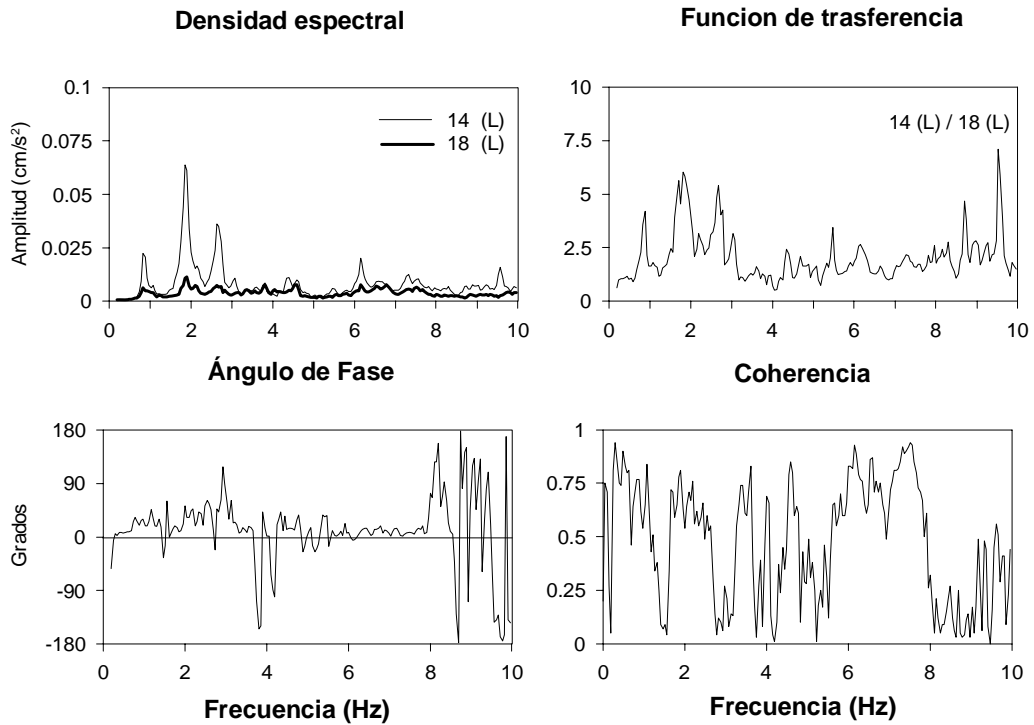 Densidad espectral
Amplitud (cm/s²)
0.1
0.075
0.05
0.025
0
14 (L)
18 (L)
0 2 4 6 8 10
Funcion de trasferencia
10
7.5
5
2.5
0
14 (L) / 18 (L)
0 2 4 6 8 10
Ángulo de Fase
Grados
180
90
0
-90
-180
0 2 4 6 8 10
Frecuencia (Hz)
Coherencia
1
0.75
0.5
0.25
0
0 2 4 6 8 10
Frecuencia (Hz)